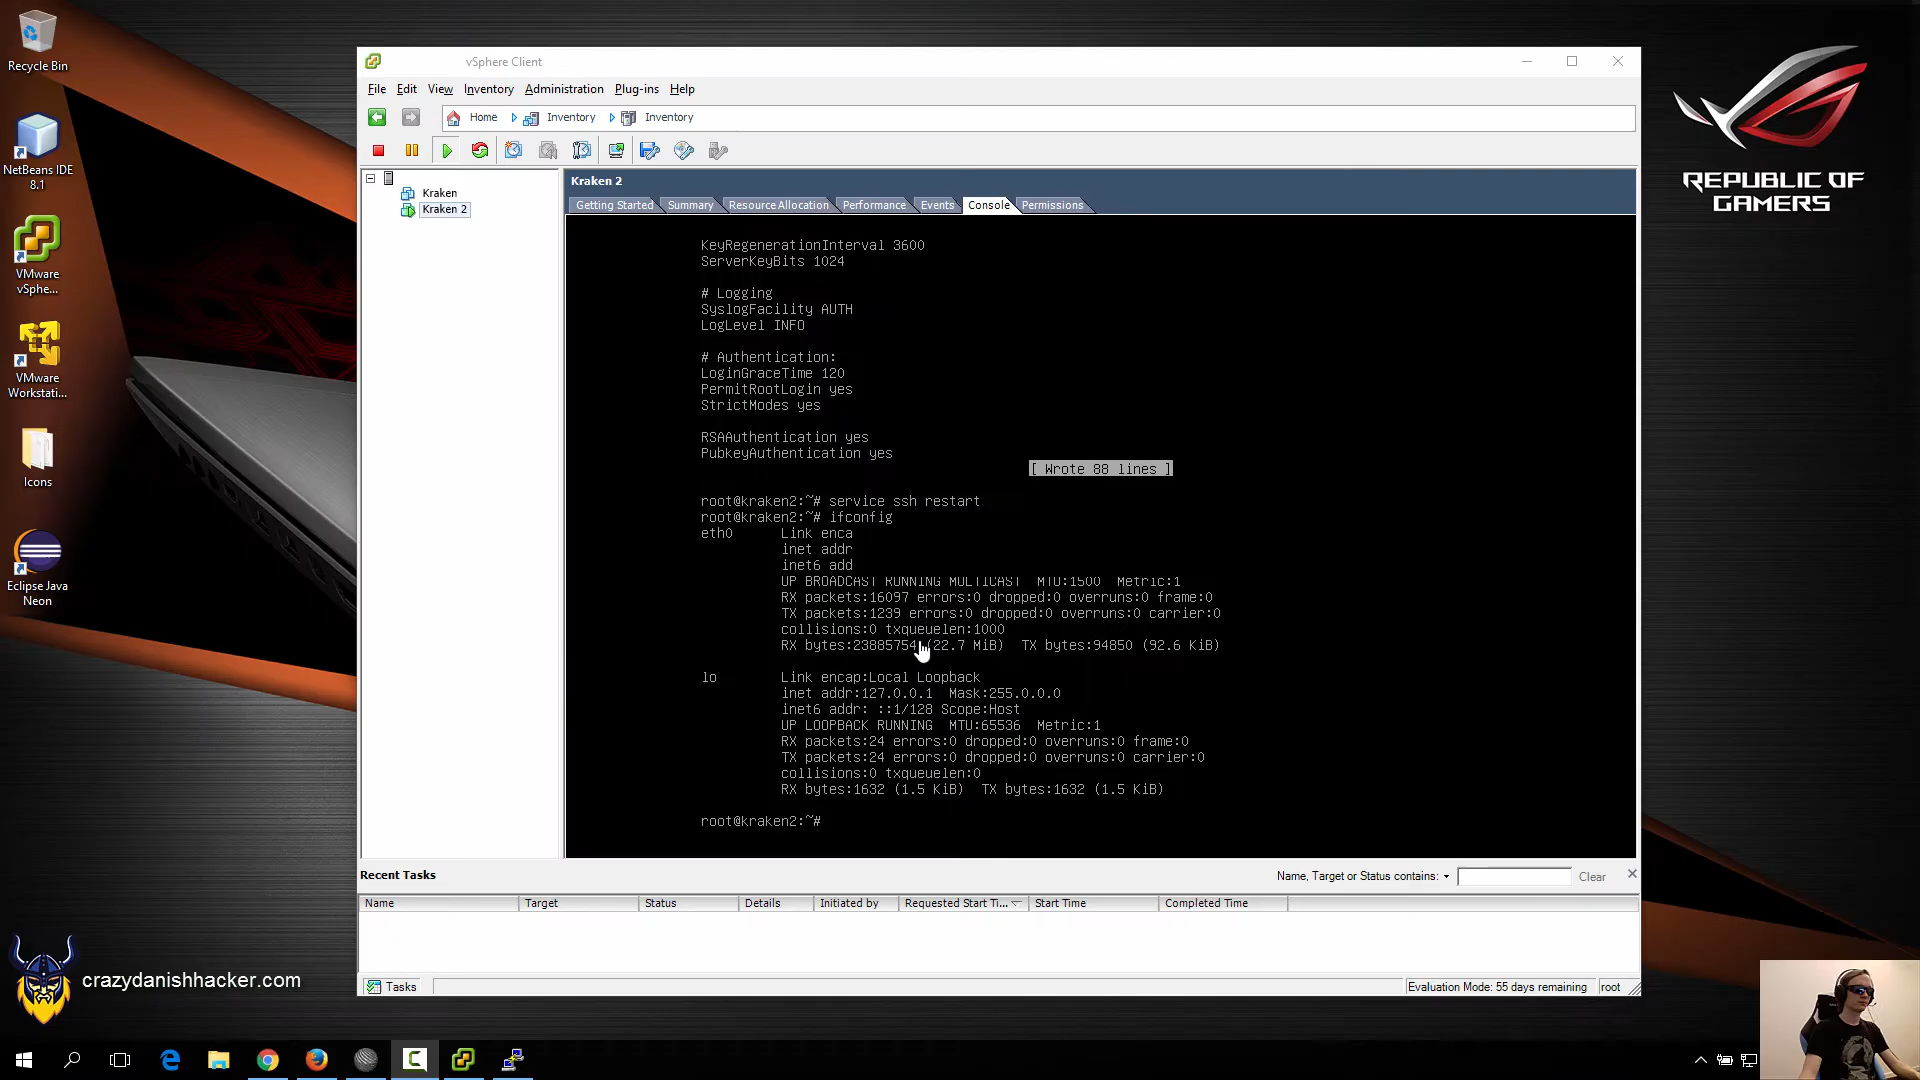 Recycle Bin
NetBeans IDE
8.1
VMware
vSphe...
VMware
Workstati...
Icons
Eclipse Java
Neon
crazydanishhacker.com
REPUBLIC OF
GAMERS
vSphere Client
File Edit View Inventory Administration Plug-ins Help
Home Inventory Inventory
Kraken
Kraken 2
Kraken 2
Getting Started Summary Resource Allocation Performance Events Console Permissions
KeyRegenerationInterval 3600
ServerKeyBits 1024
# Logging
SyslogFacility AUTH
LogLevel INFO
# Authentication:
LoginGraceTime 120
PermitRootLogin yes
StrictModes yes
RSAAuthentication yes
PubkeyAuthentication yes
[ Wrote 88 lines ]
root@kraken2:~# service ssh restart
root@kraken2:~# ifconfig
eth0 Link enca
inet addr
inet6 add
UP BROADCAST RUNNING MULTICAST MTU:1500 Metric:1
RX packets:16097 errors:0 dropped:0 overruns:0 frame:0
TX packets:1239 errors:0 dropped:0 overruns:0 carrier:0
collisions:0 txqueuelen:1000
RX bytes:23885754 (22.7 MiB) TX bytes:94850 (92.6 KiB)
lo Link encap:Local Loopback
inet addr:127.0.0.1 Mask:255.0.0.0
inet6 addr: ::1/128 Scope:Host
UP LOOPBACK RUNNING MTU:65536 Metric:1
RX packets:24 errors:0 dropped:0 overruns:0 frame:0
TX packets:24 errors:0 dropped:0 overruns:0 carrier:0
collisions:0 txqueuelen:0
RX bytes:1632 (1.5 KiB) TX bytes:1632 (1.5 KiB)
root@kraken2:~#
Recent Tasks
Name, Target or Status contains: Clear
Name Target Status Details Initiated by Requested Start Ti... Start Time Completed Time
Tasks
Evaluation Mode: 55 days remaining root